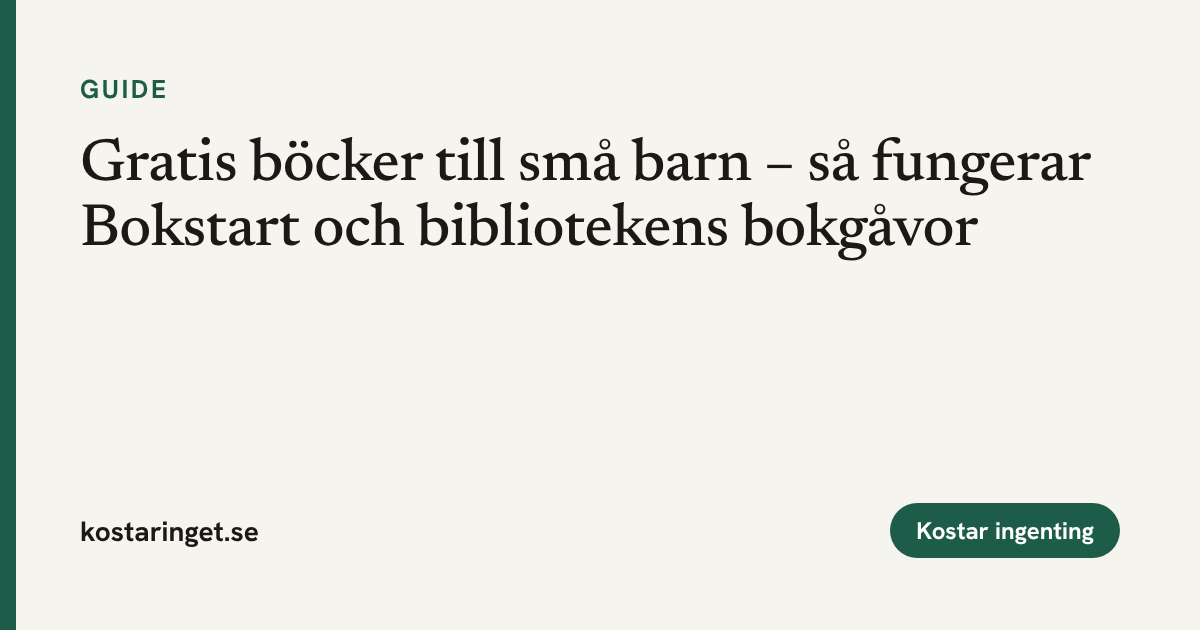 GUIDE
Gratis böcker till små barn – så fungerar
Bokstart och bibliotekens bokgåvor
kostaringet.se
Kostar ingenting